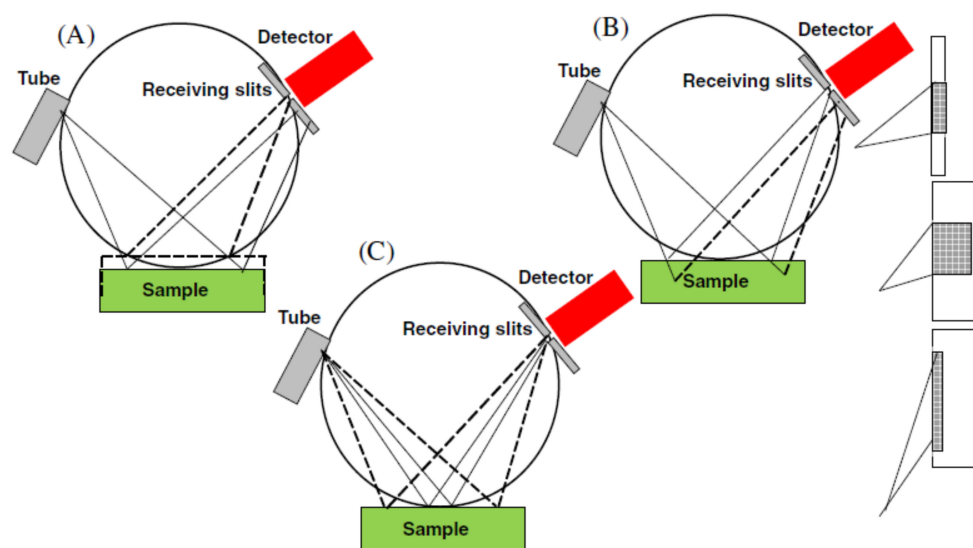 (A)
Detector
Tube
Receiving slits
Sample
(B)
Detector
Tube
Receiving slits
Sample
(C)
Detector
Tube
Receiving slits
Sample